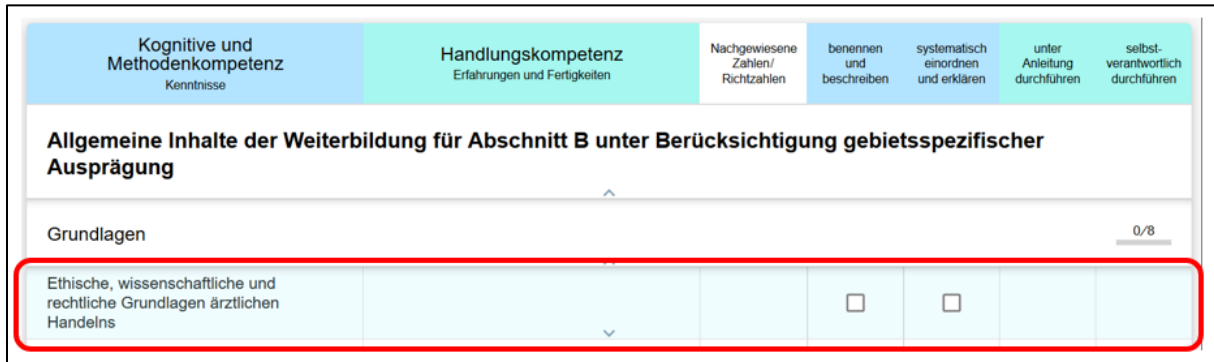 Kognitive und
Methodenkompetenz
Kenntnisse
Handlungskompetenz
Erfahrungen und Fertigkeiten
Nachgewiesene
Zahlen/
Richtzahlen
benennen
und
beschreiben
systematisch
einordnen
und erklären
unter
Anleitung
durchführen
selbst-
verantwortlich
durchführen
Allgemeine Inhalte der Weiterbildung für Abschnitt B unter Berücksichtigung gebietsspezifischer
Ausprägung
Grundlagen
0/8
Ethische, wissenschaftliche und
rechtliche Grundlagen ärztlichen
Handelns